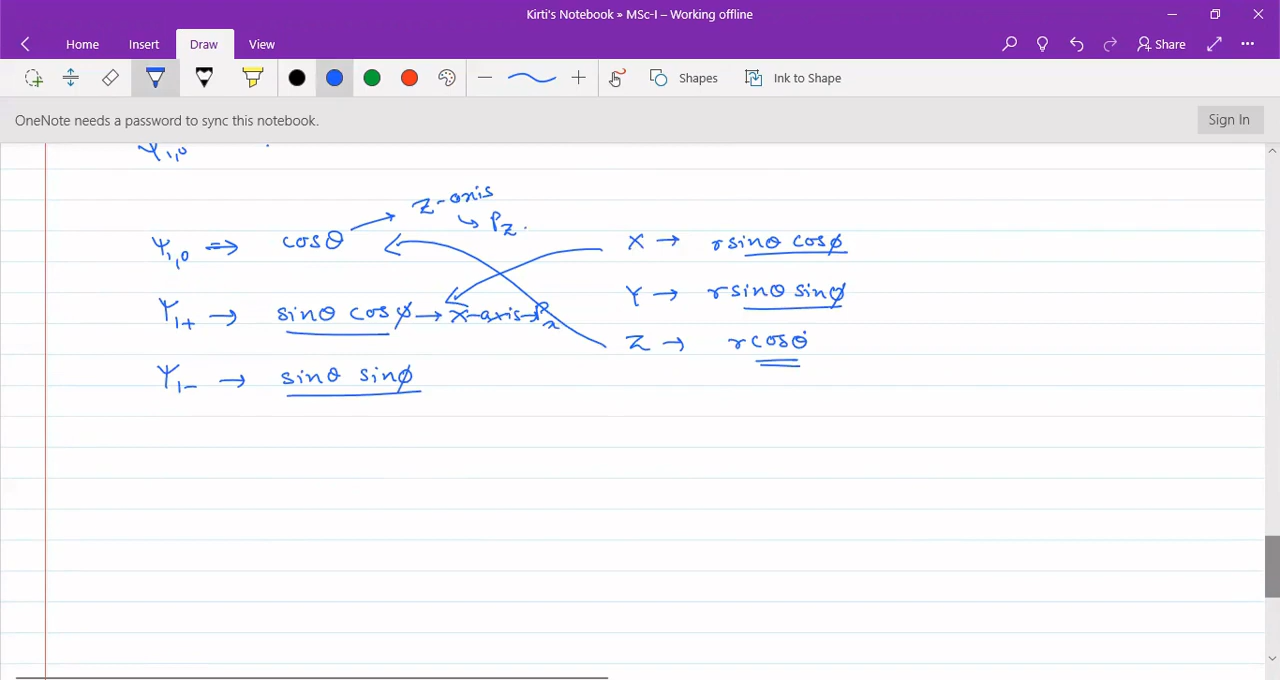 Kirti's Notebook » MSc-I – Working offline
Home Insert Draw View Share
Shapes Ink to Shape
OneNote needs a password to sync this notebook. Sign In
Ψ1,0
Z-axis
↳ Pz.
Ψ1,0 ⇒ cosθ
X → r sinθ cosϕ
Ψ1+ → sinθ cosϕ → X-axis → Px
Y → r sinθ sinϕ
Z → r cosθ
Ψ1- → sinθ sinϕ